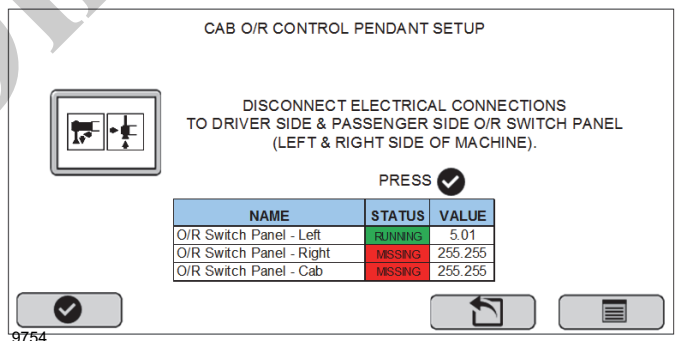 CAB O/R CONTROL PENDANT SETUP
DISCONNECT ELECTRICAL CONNECTIONS
TO DRIVER SIDE & PASSENGER SIDE O/R SWITCH PANEL
(LEFT & RIGHT SIDE OF MACHINE).
PRESS
NAME STATUS VALUE
O/R Switch Panel - Left RUNNING 5.01
O/R Switch Panel - Right MISSING 255.255
O/R Switch Panel - Cab MISSING 255.255
9754